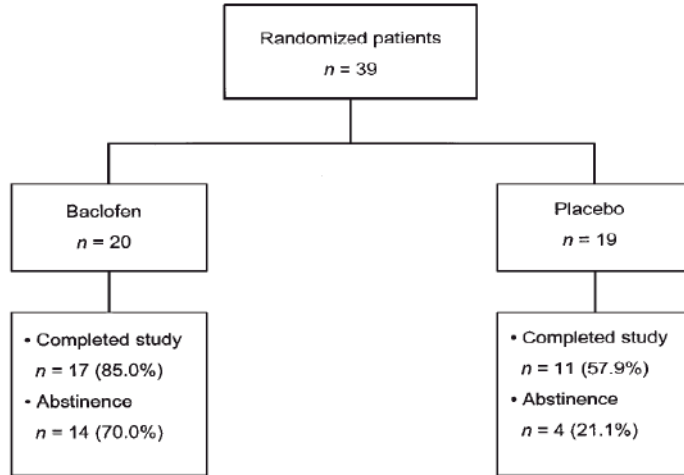 Randomized patients
n = 39
Baclofen
n = 20
Placebo
n = 19
• Completed study
n = 17 (85.0%)
• Abstinence
n = 14 (70.0%)
• Completed study
n = 11 (57.9%)
• Abstinence
n = 4 (21.1%)